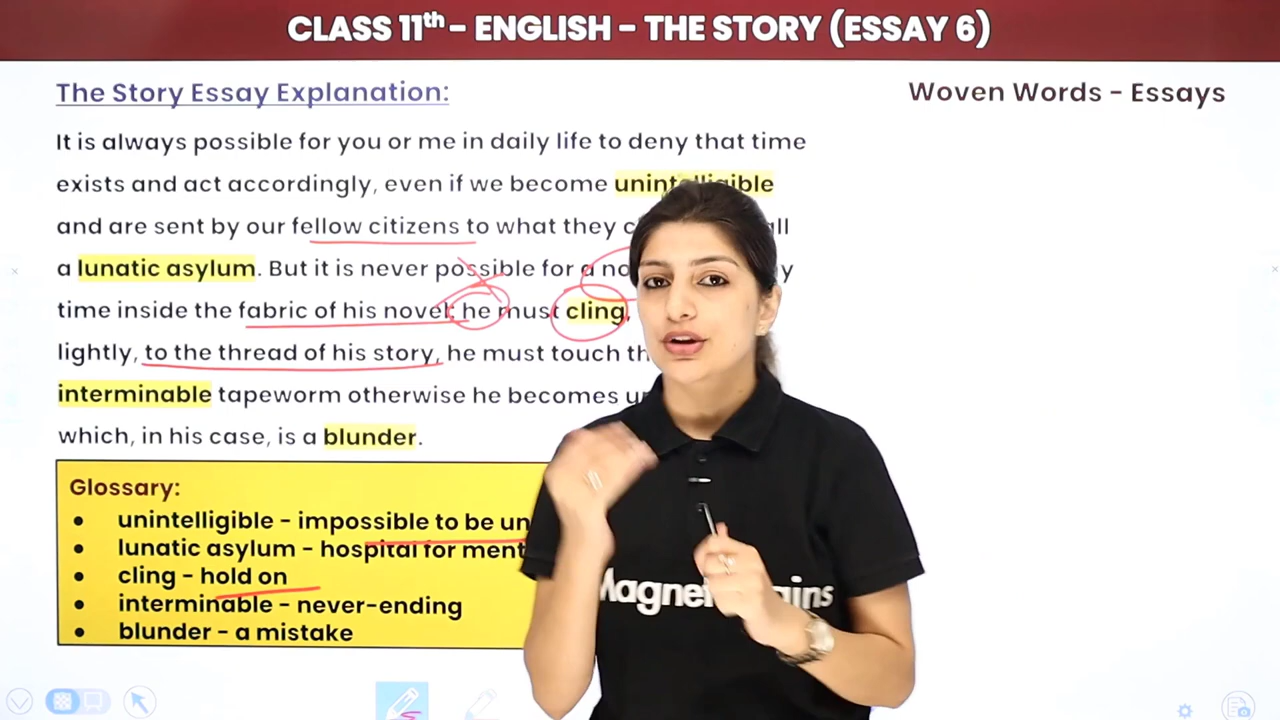 CLASS 11th - ENGLISH - THE STORY (ESSAY 6)
The Story Essay Explanation:
Woven Words - Essays
It is always possible for you or me in daily life to deny that time
exists and act accordingly, even if we become unintelligible
and are sent by our fellow citizens to what they
a lunatic asylum. But it is never possible for a
time inside the fabric of his novel: he must cling,
lightly, to the thread of his story, he must touch
interminable tapeworm otherwise he becomes
which, in his case, is a blunder.
Glossary:
• unintelligible - impossible to be
• lunatic asylum - hospital for
• cling - hold on
• interminable - never-ending
• blunder - a mistake